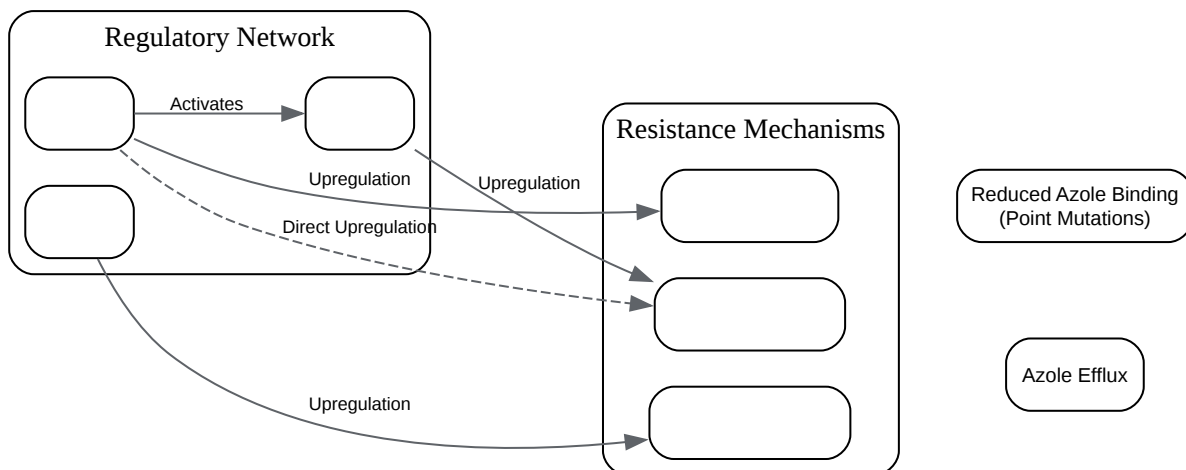 Regulatory Network
Activates
Upregulation
Direct Upregulation
Upregulation
Upregulation
Resistance Mechanisms
Reduced Azole Binding
(Point Mutations)
Azole Efflux